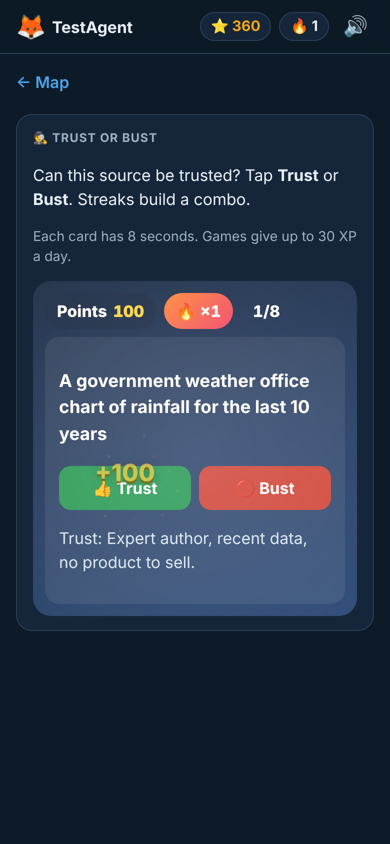 TestAgent
⭐ 360
🔥 1
← Map
TRUST OR BUST
Can this source be trusted? Tap Trust or
Bust. Streaks build a combo.
Each card has 8 seconds. Games give up to 30 XP
a day.
Points 100
🔥 ×1
1/8
A government weather office
chart of rainfall for the last 10
years
+100
👍 Trust
🚫 Bust
Trust: Expert author, recent data,
no product to sell.